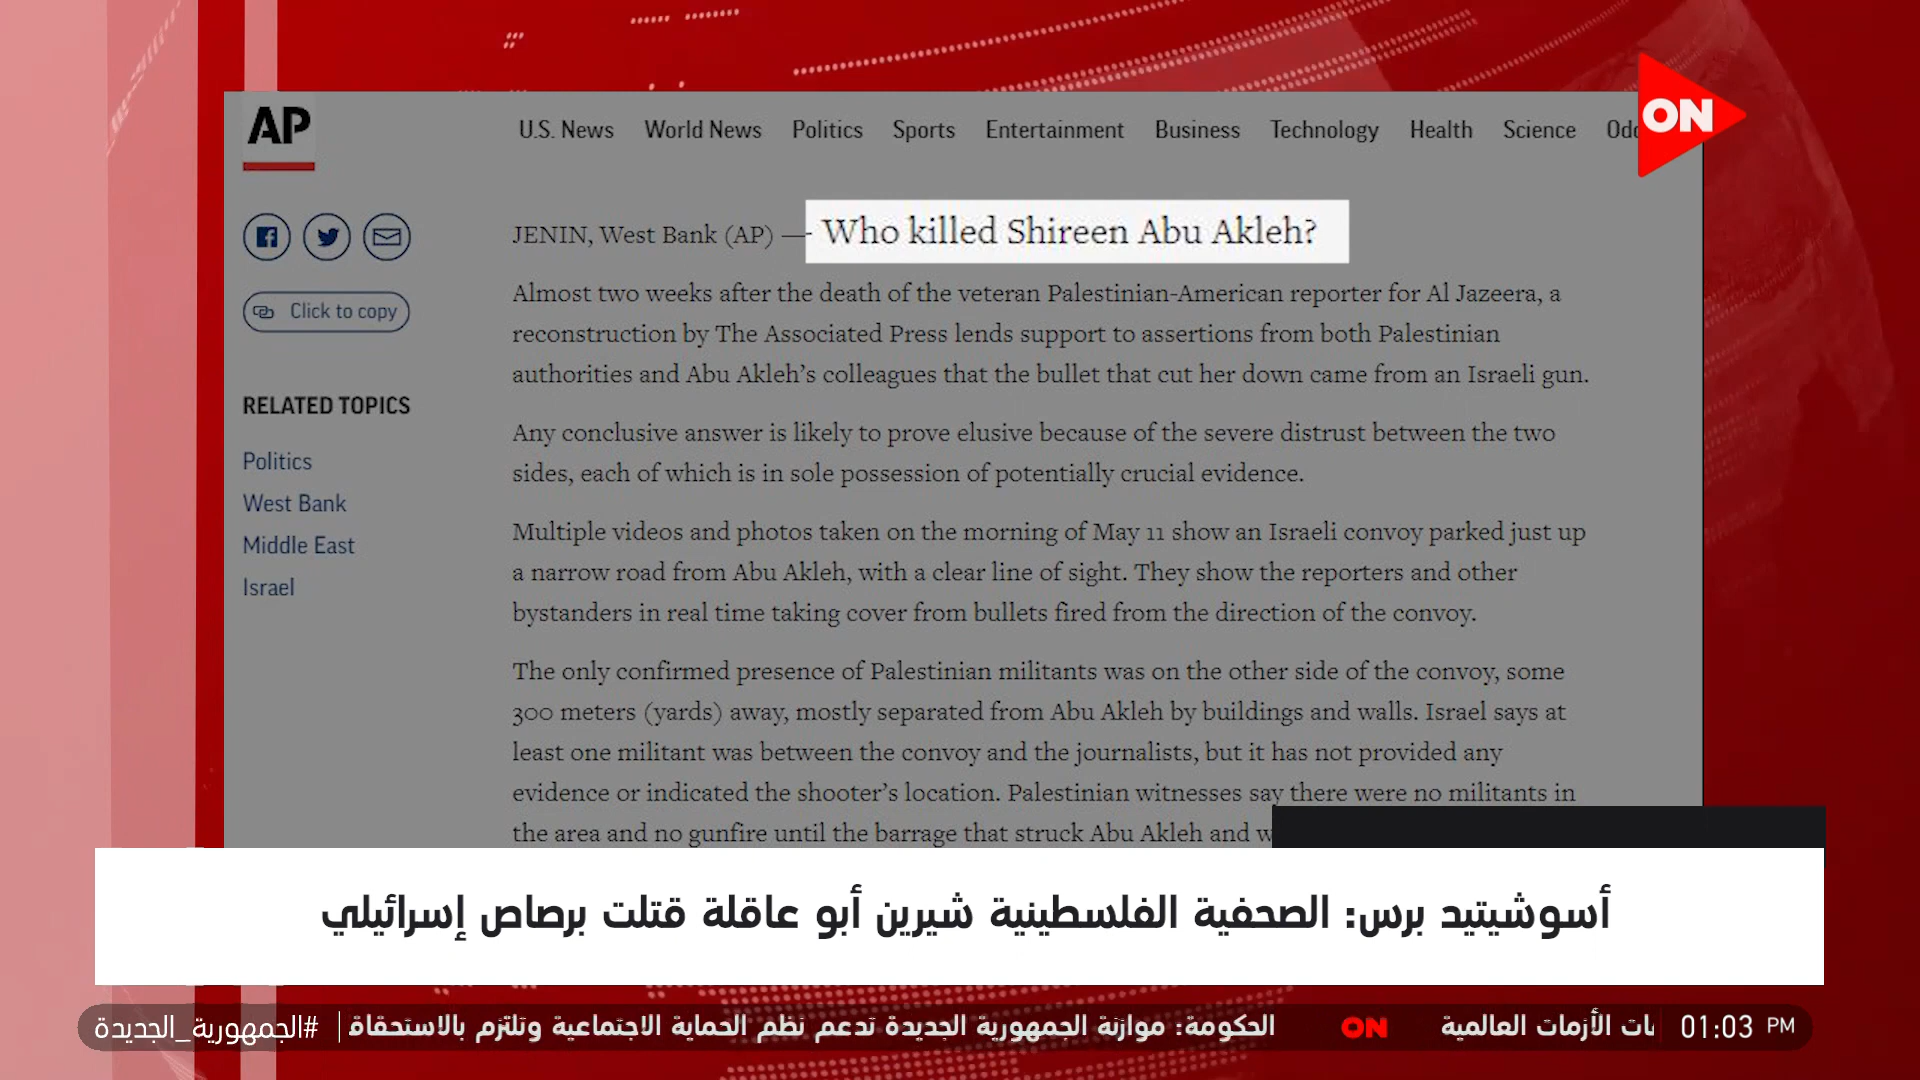 AP
U.S. News World News Politics Sports Entertainment Business Technology Health Science
ON
JENIN, West Bank (AP) — Who killed Shireen Abu Akleh?
Click to copy
RELATED TOPICS
Politics
West Bank
Middle East
Israel
Almost two weeks after the death of the veteran Palestinian-American reporter for Al Jazeera, a
reconstruction by The Associated Press lends support to assertions from both Palestinian
authorities and Abu Akleh’s colleagues that the bullet that cut her down came from an Israeli gun.
Any conclusive answer is likely to prove elusive because of the severe distrust between the two
sides, each of which is in sole possession of potentially crucial evidence.
Multiple videos and photos taken on the morning of May 11 show an Israeli convoy parked just up
a narrow road from Abu Akleh, with a clear line of sight. They show the reporters and other
bystanders in real time taking cover from bullets fired from the direction of the convoy.
The only confirmed presence of Palestinian militants was on the other side of the convoy, some
300 meters (yards) away, mostly separated from Abu Akleh by buildings and walls. Israel says at
least one militant was between the convoy and the journalists, but it has not provided any
evidence or indicated the shooter’s location. Palestinian witnesses say there were no militants in
the area and no gunfire until the barrage that struck Abu Akleh and
أسوشيتيد برس: الصحفية الفلسطينية شيرين أبو عاقلة قتلت برصاص إسرائيلي
01:03 PM
الأزمات العالمية ON الحكومة: موازنة الجمهورية الجديدة تدعم نظم الحماية الاجتماعية وتلتزم بالاستحقاق
#الجمهورية_الجديدة